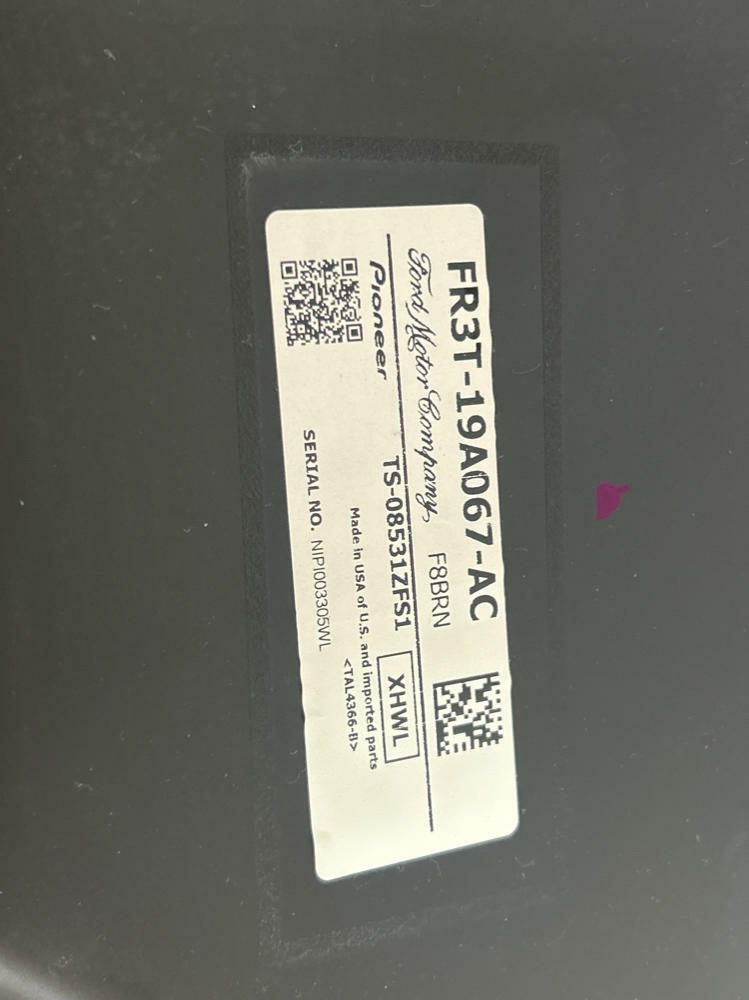 FR3T-19A067-AC
Ford Motor Company,
F8BRN
Pioneer
TS-08531ZFS1
XHWL
Made in USA of U.S. and imported parts
<TAL4366-B>
SERIAL NO. NIPI003305WL